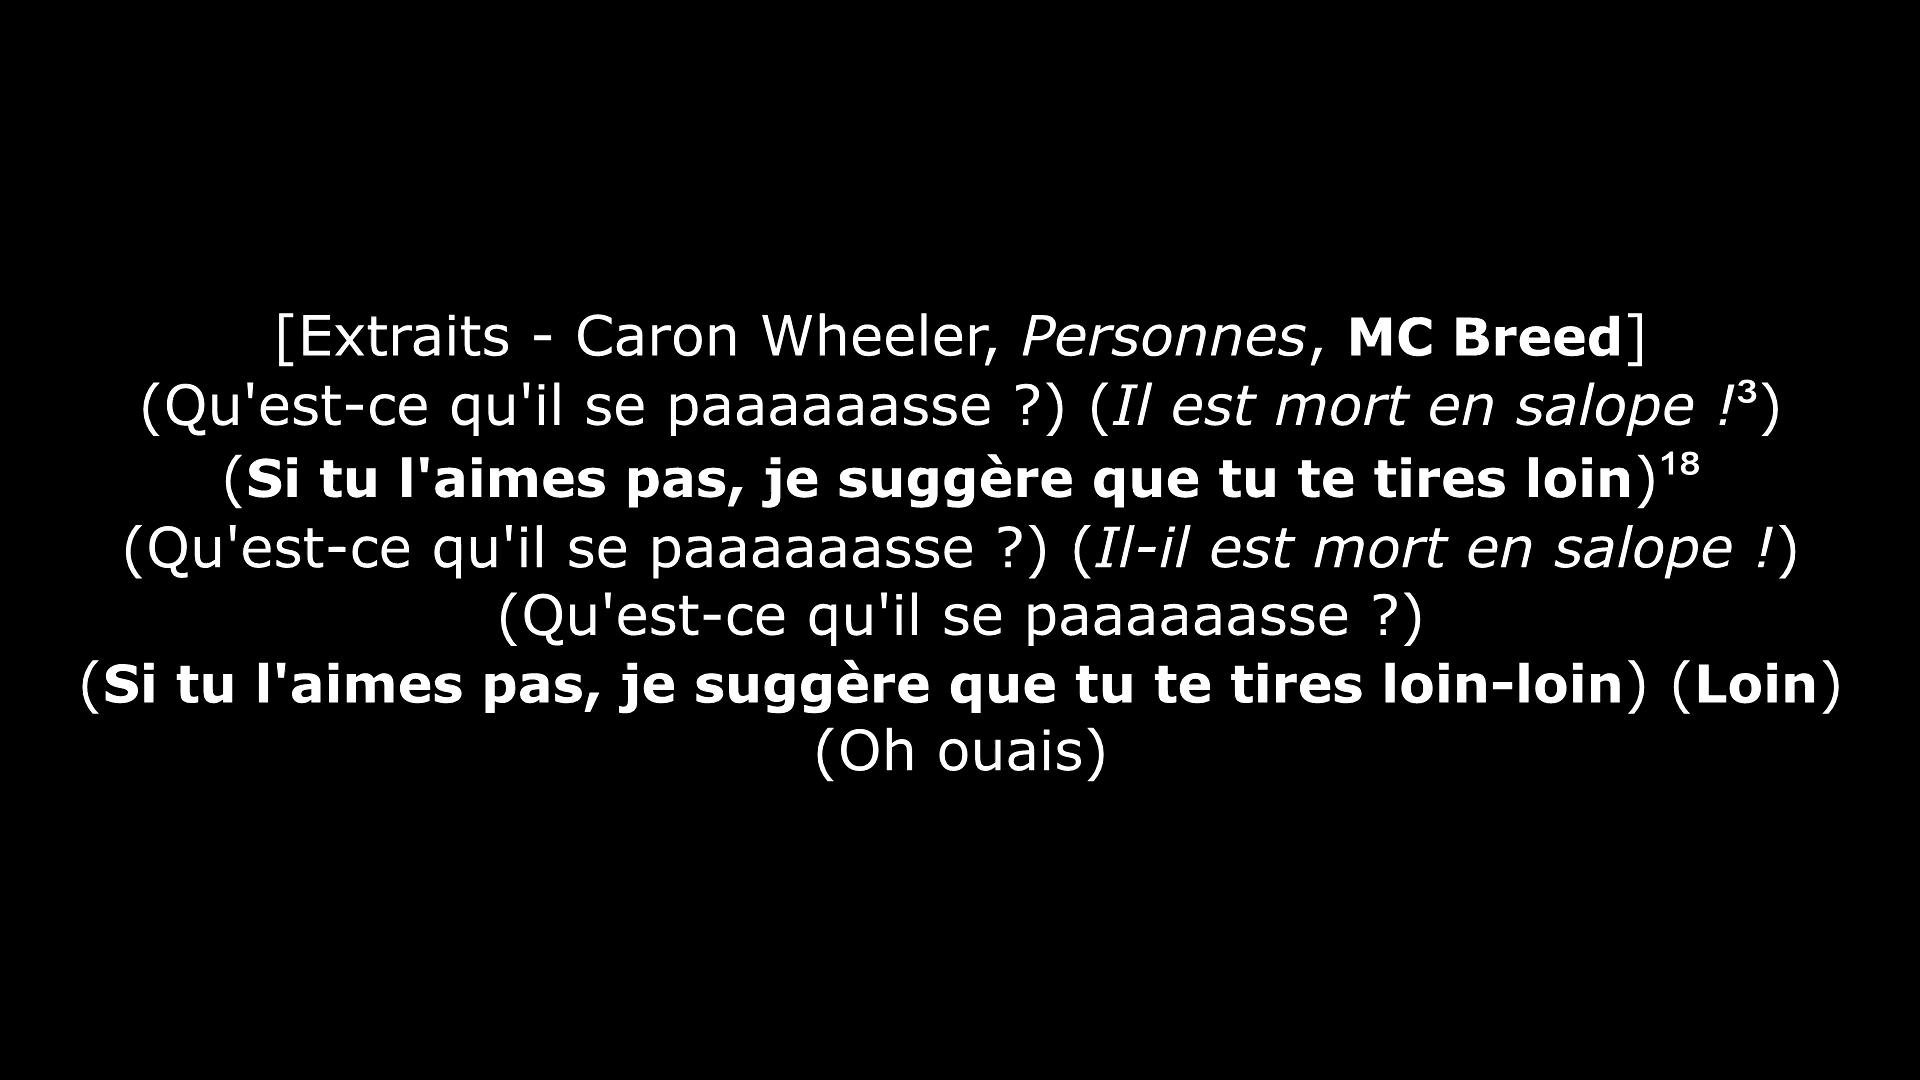 [Extraits - Caron Wheeler, Personnes, MC Breed]
(Qu'est-ce qu'il se paaaaaasse ?) (Il est mort en salope !³)
(Si tu l'aimes pas, je suggère que tu te tires loin)¹⁸
(Qu'est-ce qu'il se paaaaaasse ?) (Il-il est mort en salope !)
(Qu'est-ce qu'il se paaaaaasse ?)
(Si tu l'aimes pas, je suggère que tu te tires loin-loin) (Loin)
(Oh ouais)